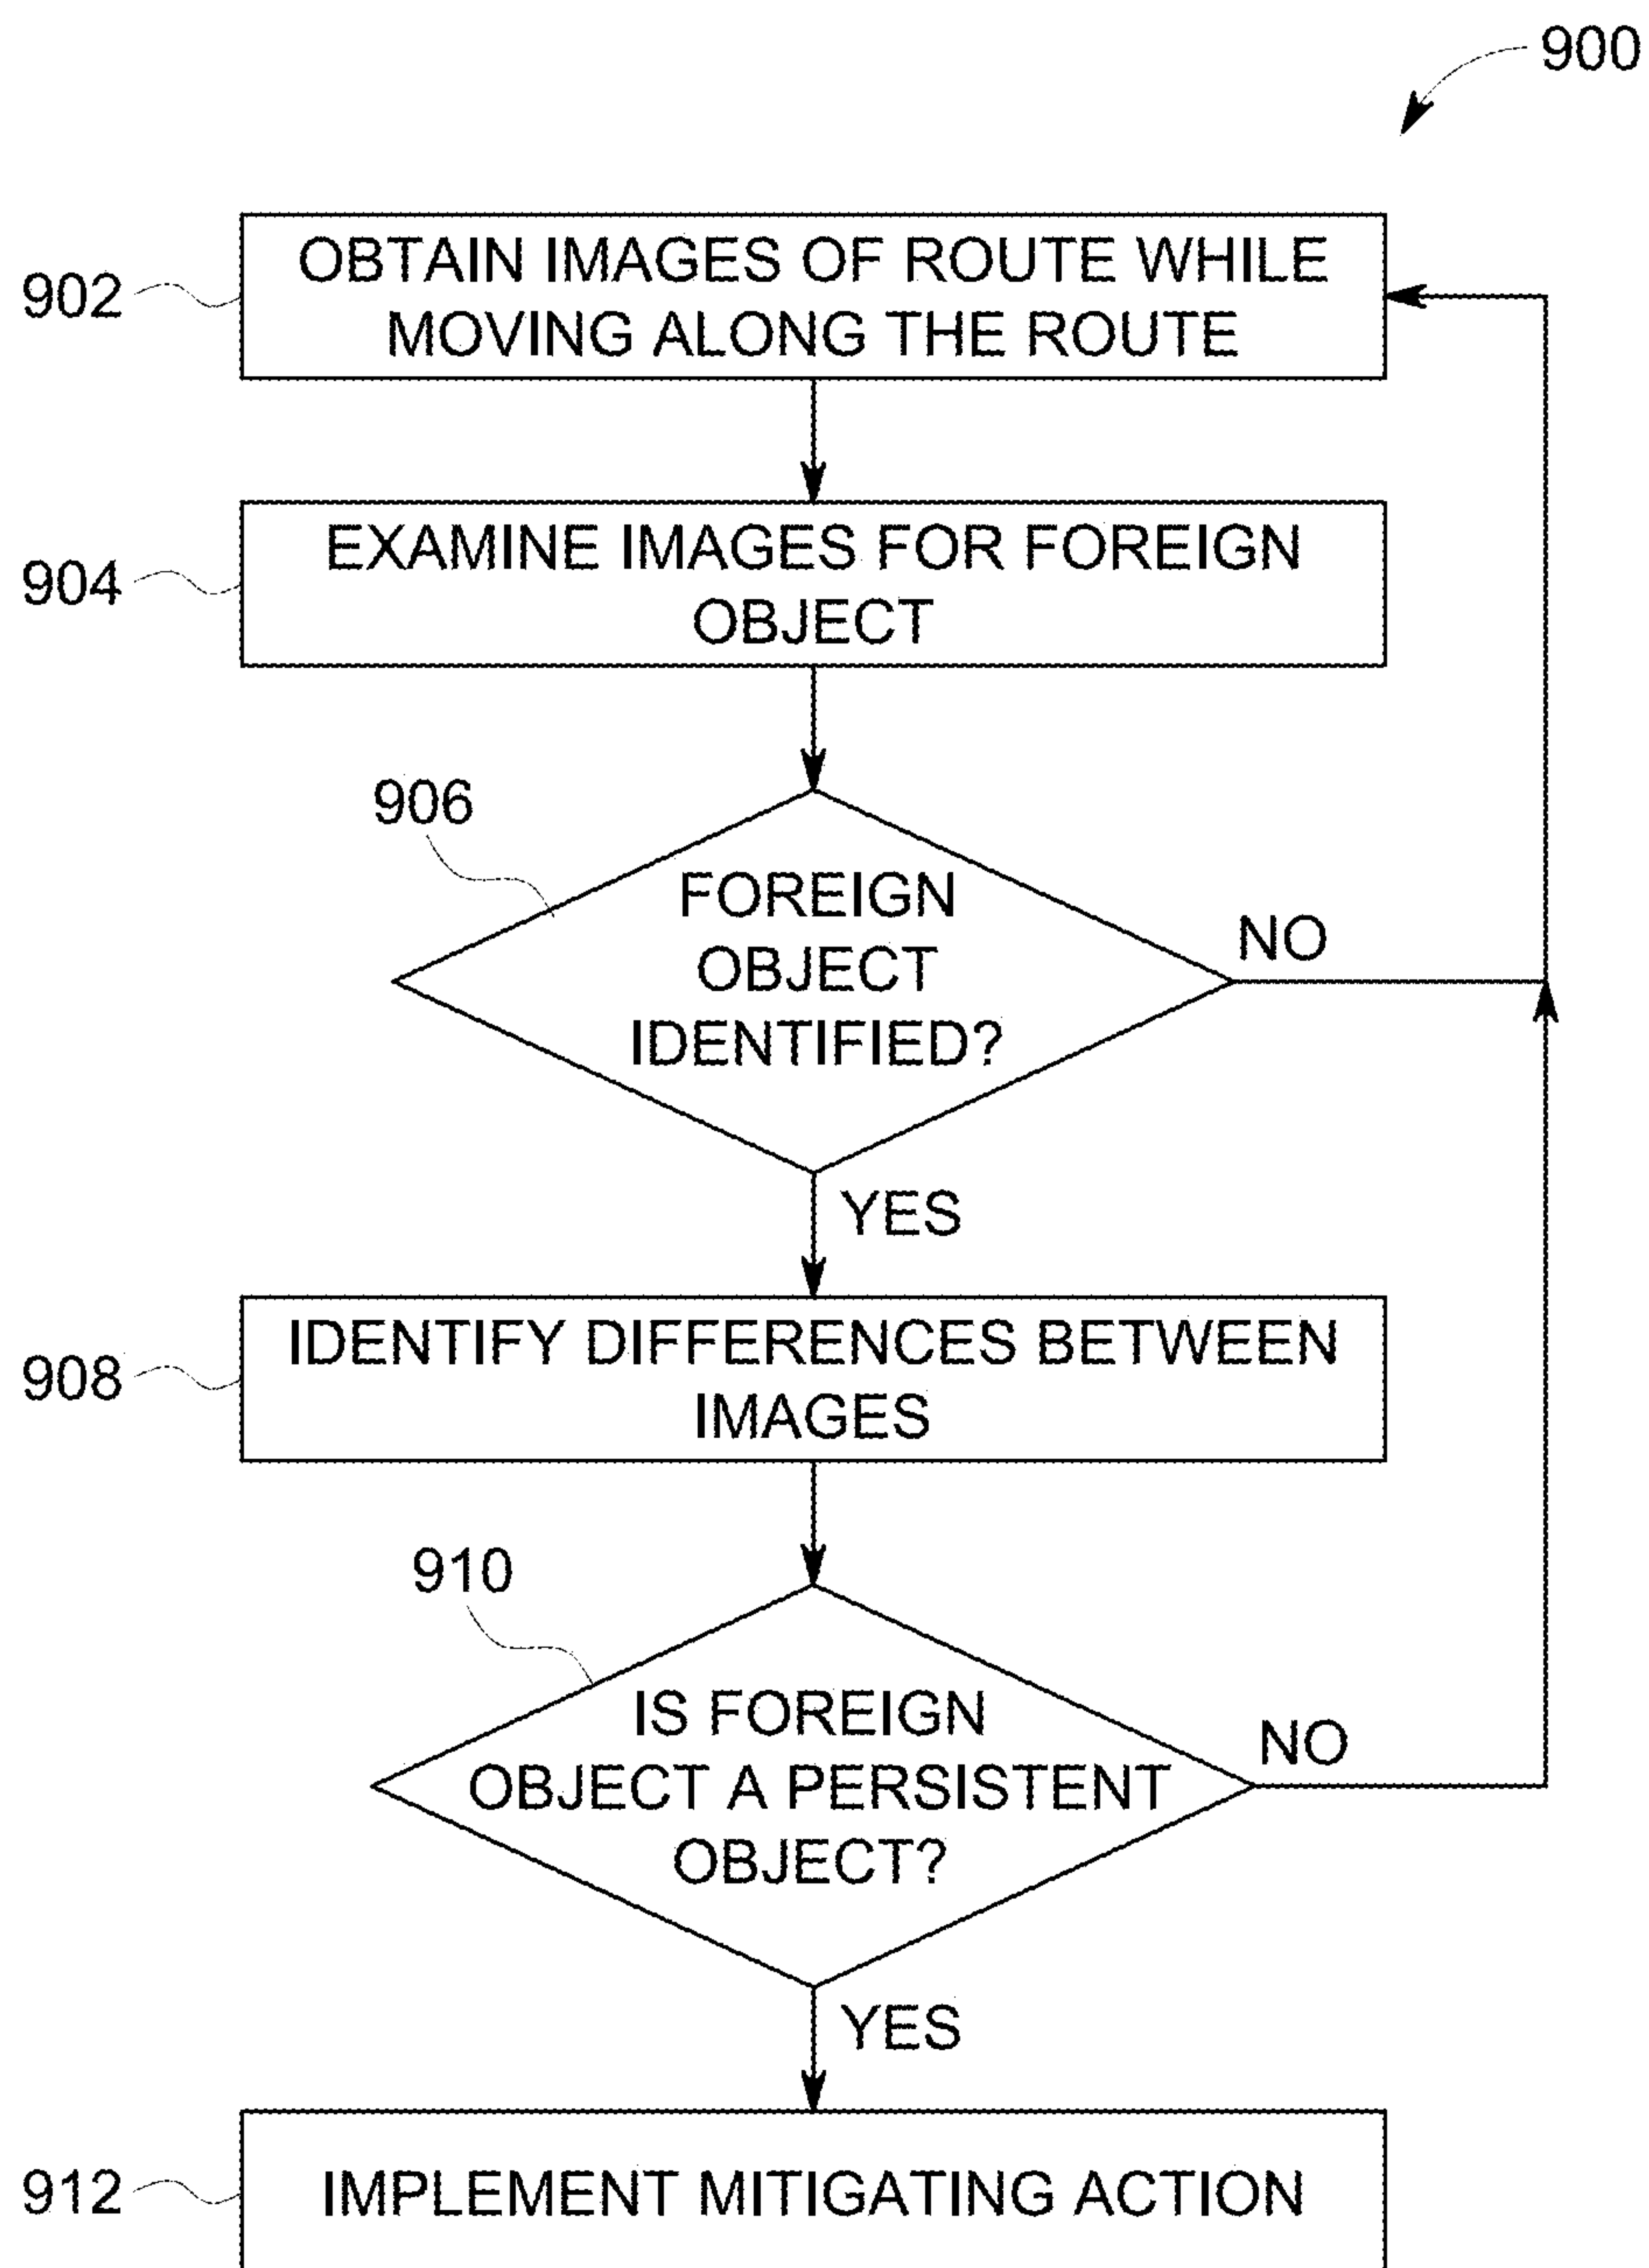 900
902
OBTAIN IMAGES OF ROUTE WHILE
MOVING ALONG THE ROUTE
904
EXAMINE IMAGES FOR FOREIGN
OBJECT
906
FOREIGN
OBJECT
IDENTIFIED?
NO
YES
908
IDENTIFY DIFFERENCES BETWEEN
IMAGES
910
IS FOREIGN
OBJECT A PERSISTENT
OBJECT?
NO
YES
912
IMPLEMENT MITIGATING ACTION